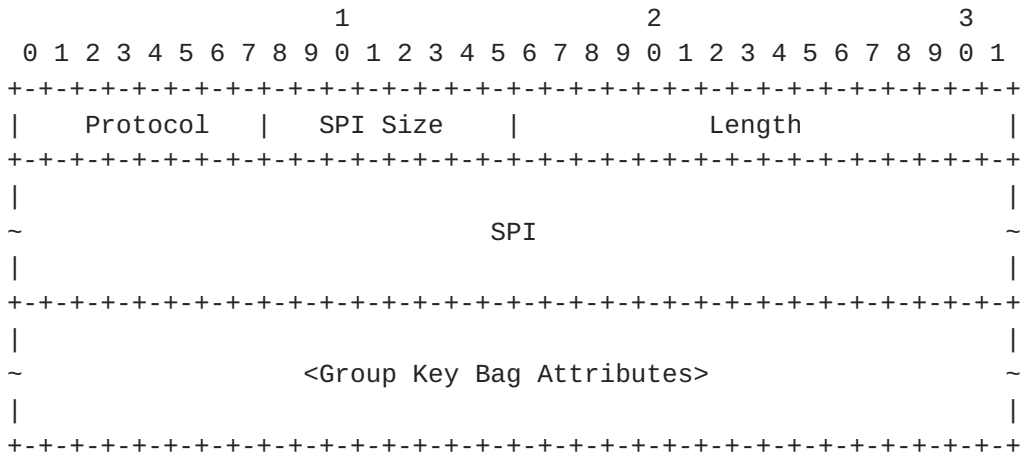 1                   2                   3
 0 1 2 3 4 5 6 7 8 9 0 1 2 3 4 5 6 7 8 9 0 1 2 3 4 5 6 7 8 9 0 1
+-+-+-+-+-+-+-+-+-+-+-+-+-+-+-+-+-+-+-+-+-+-+-+-+-+-+-+-+-+-+-+-+
|    Protocol   |   SPI Size    |            Length             |
+-+-+-+-+-+-+-+-+-+-+-+-+-+-+-+-+-+-+-+-+-+-+-+-+-+-+-+-+-+-+-+-+
|                                                               |
~                              SPI                              ~
|                                                               |
+-+-+-+-+-+-+-+-+-+-+-+-+-+-+-+-+-+-+-+-+-+-+-+-+-+-+-+-+-+-+-+-+
|                                                               |
~                  <Group Key Bag Attributes>                   ~
|                                                               |
+-+-+-+-+-+-+-+-+-+-+-+-+-+-+-+-+-+-+-+-+-+-+-+-+-+-+-+-+-+-+-+-+